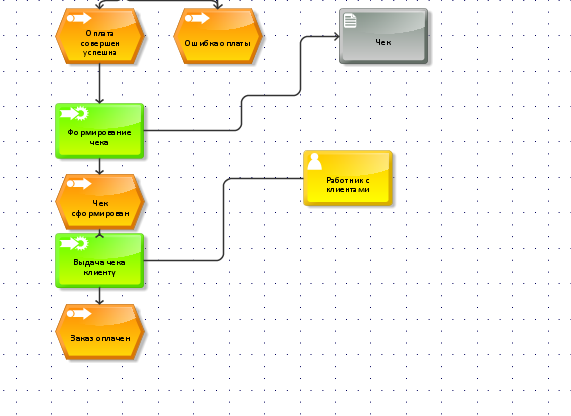 Оплата
совершен
успешна
Ошибка оплаты
Чек
Формирование
чека
Работник с
клиентами
Чек
сформирован
Выдача чека
клиенту
Заказ оплачен